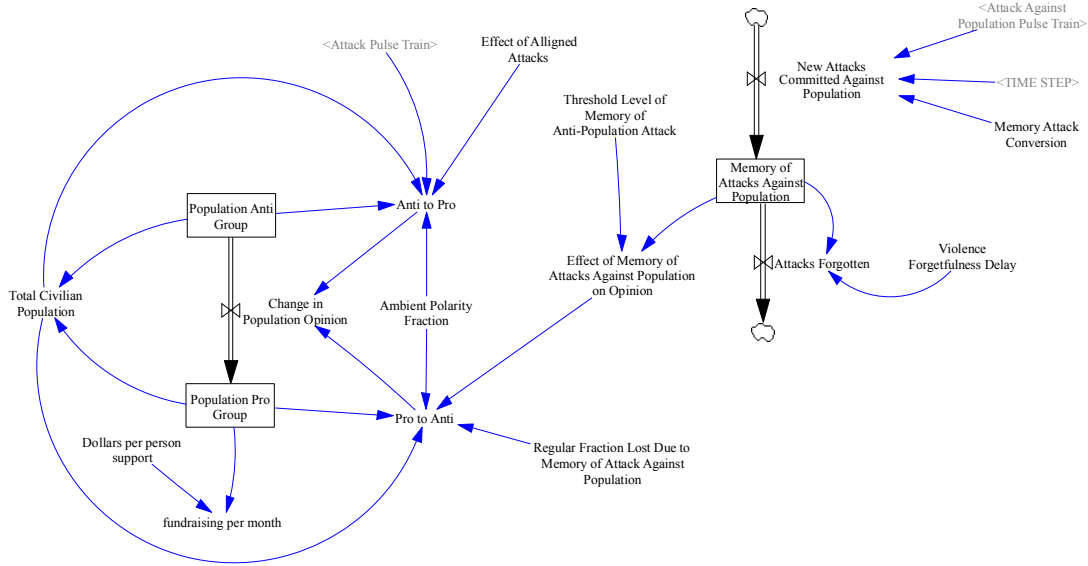 <Attack Against
Population Pulse Train>
<Attack Pulse Train>
Effect of Alligned
Attacks
New Attacks
Committed Against
Population
<TIME STEP>
Threshold Level of
Memory of
Anti-Population Attack
Memory Attack
Conversion
Memory of
Attacks Against
Population
Population Anti
Group
Anti to Pro
Effect of Memory of
Attacks Against Population
on Opinion
Attacks Forgotten
Violence
Forgetfulness Delay
Total Civilian
Population
Change in
Population Opinion
Ambient Polarity
Fraction
Population Pro
Group
Pro to Anti
Dollars per person
support
Regular Fraction Lost Due to
Memory of Attack Against
Population
fundraising per month